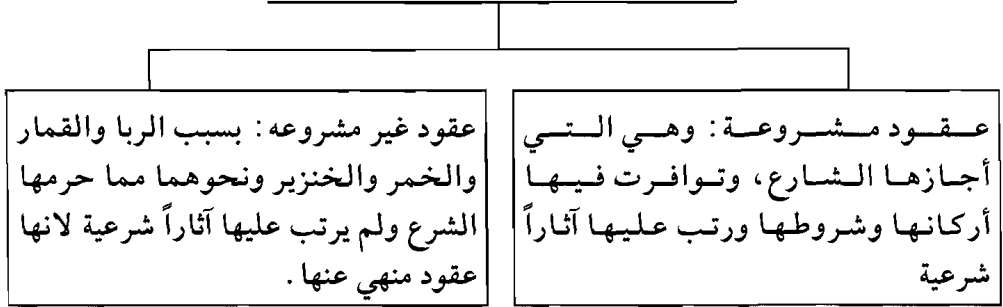 عقود مشروعة: وهي التي
أجازها الشارع، وتوافرت فيها
أركانها وشروطها ورتب عليها آثاراً
شرعية
عقود غير مشروعه: بسبب الربا والقمار
والخمر والخنزير ونحوهما مما حرمها
الشرع ولم يرتب عليها آثاراً شرعية لانها
عقود منهي عنها.